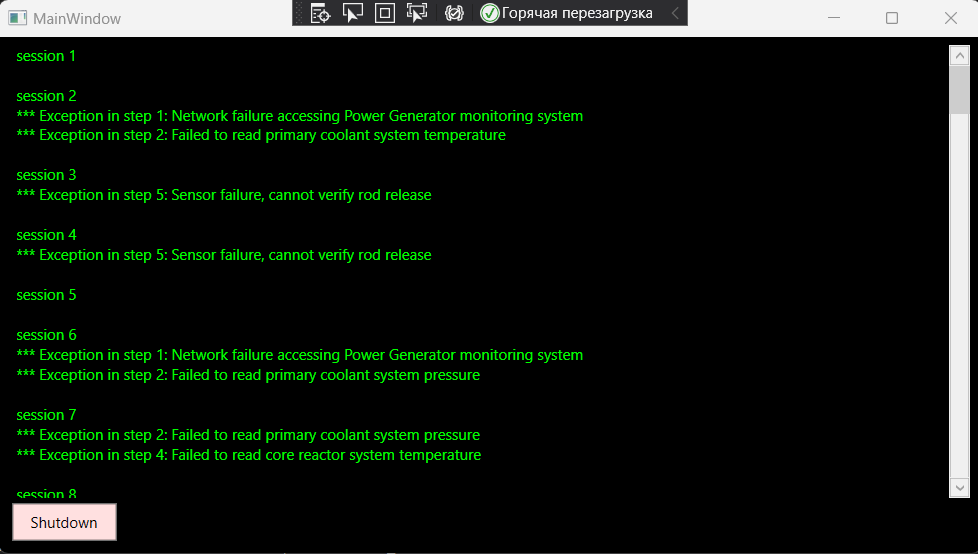 MainWindow
Горячая перезагрузка
session 1
session 2
*** Exception in step 1: Network failure accessing Power Generator monitoring system
*** Exception in step 2: Failed to read primary coolant system temperature
session 3
*** Exception in step 5: Sensor failure, cannot verify rod release
session 4
*** Exception in step 5: Sensor failure, cannot verify rod release
session 5
session 6
*** Exception in step 1: Network failure accessing Power Generator monitoring system
*** Exception in step 2: Failed to read primary coolant system pressure
session 7
*** Exception in step 2: Failed to read primary coolant system pressure
*** Exception in step 4: Failed to read core reactor system temperature
session 8
Shutdown